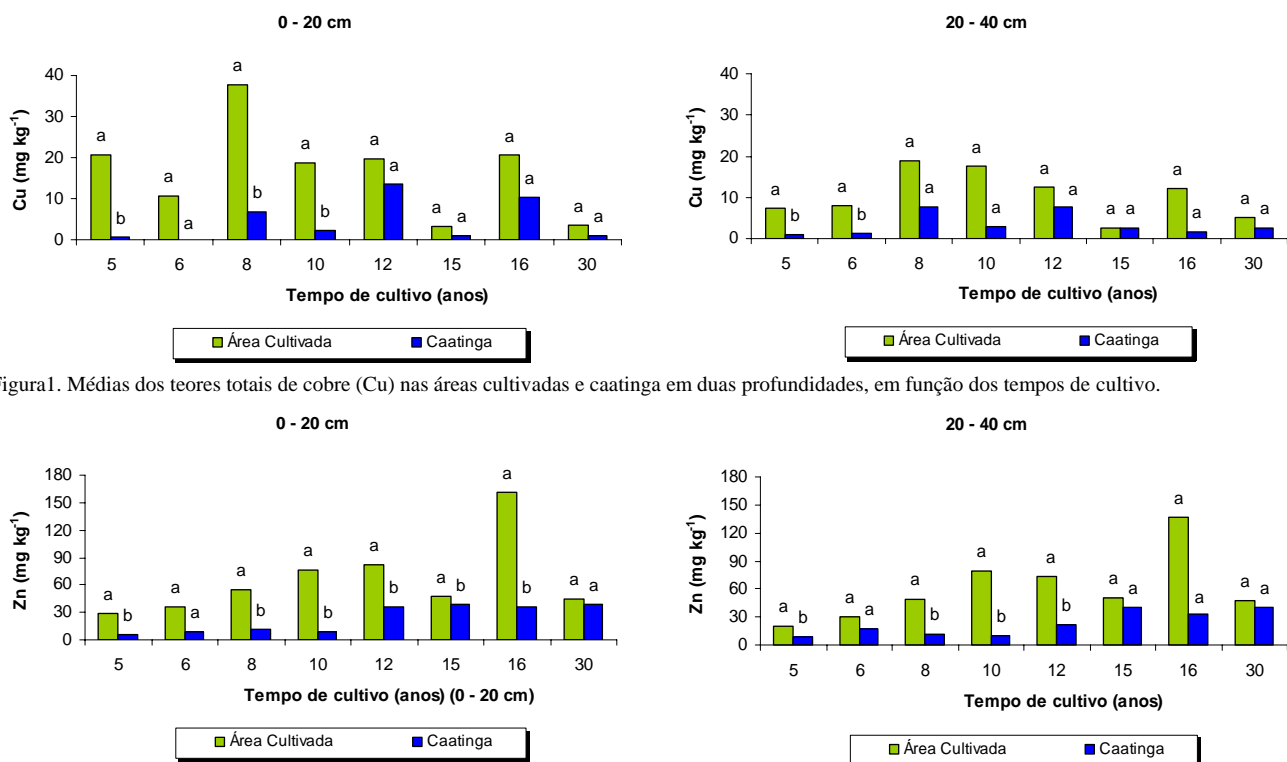 0 - 20 cm
a a a a a a a a
b a b b a a a a
40
30
20
10
0
Cu (mg kg-1)
5 6 8 10 12 15 16 30
Tempo de cultivo (anos)
Área Cultivada Caatinga
20 - 40 cm
a a a a a a a a
b b a a a a a a
40
30
20
10
0
Cu (mg kg-1)
5 6 8 10 12 15 16 30
Tempo de cultivo (anos)
Área Cultivada Caatinga
igura1. Médias dos teores totais de cobre (Cu) nas áreas cultivadas e caatinga em duas profundidades, em função dos tempos de cultivo.
0 - 20 cm
a a a a a a a a
b a b b b b b a
180
150
120
90
60
30
0
Zn (mg kg-1)
5 6 8 10 12 15 16 30
Tempo de cultivo (anos) (0 - 20 cm)
Área Cultivada Caatinga
20 - 40 cm
a a a a a a a a
b a b b b a a a
180
150
120
90
60
30
0
Zn (mg kg-1)
5 6 8 10 12 15 16 30
Tempo de cultivo (anos)
Área Cultivada Caatinga